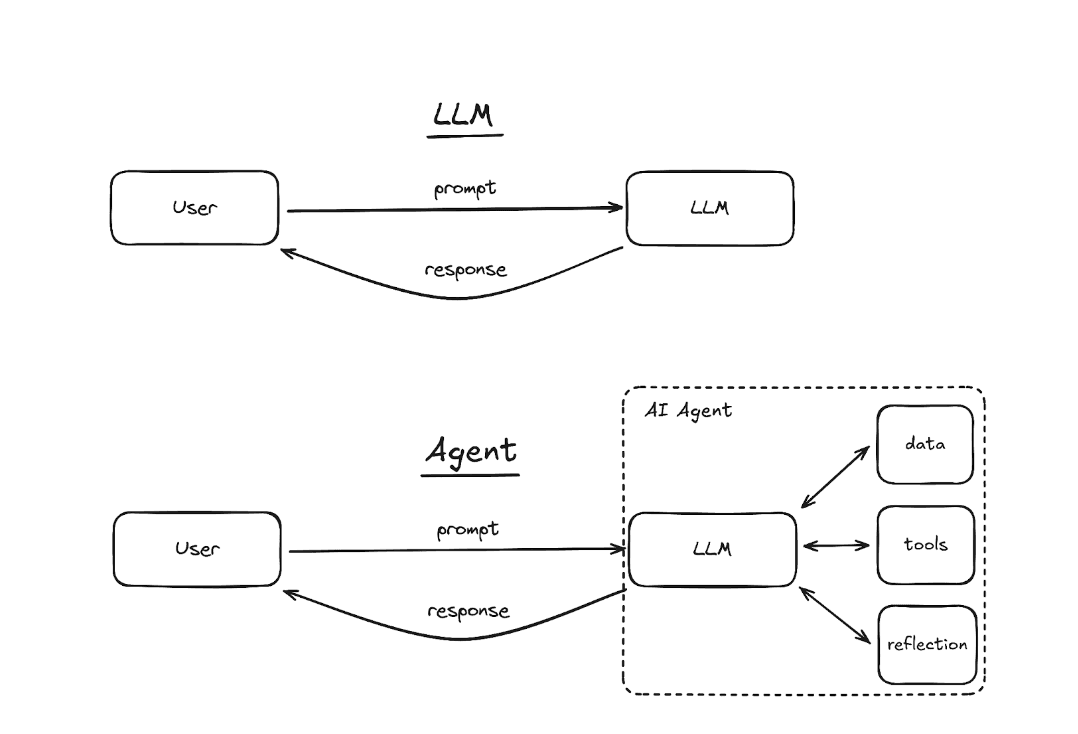 LLM
prompt
User
LLM
response
AI Agent
data
Agent
prompt
User
LLM
tools
response
reflection